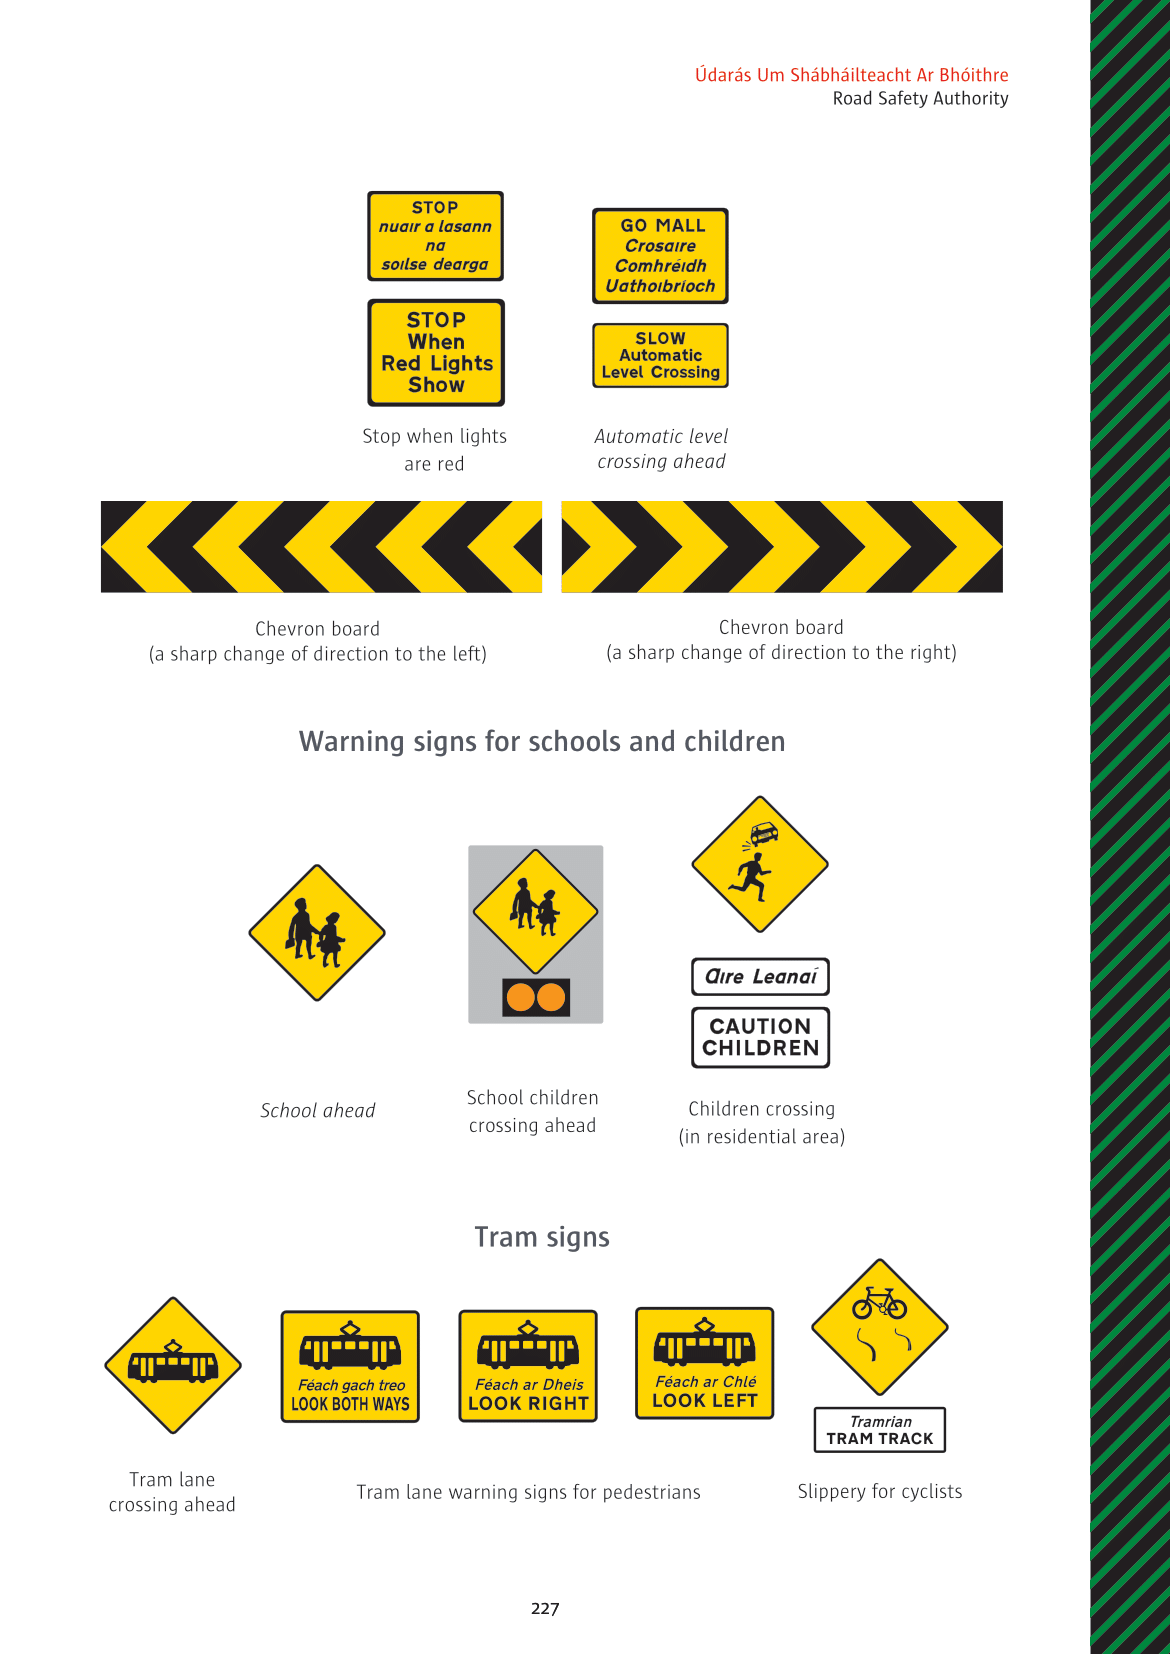 Údarás Um Shábháilteacht Ar Bhóithre
Road Safety Authority
STOP
nuair a lasann
na
soilse dearga
STOP
When
Red Lights
Show
Stop when lights
are red
GO MALL
Crosaire
Comhréidh
Uathoibríoch
SLOW
Automatic
Level Crossing
Automatic level
crossing ahead
Chevron board
(a sharp change of direction to the left)
Chevron board
(a sharp change of direction to the right)
Warning signs for schools and children
School ahead
School children
crossing ahead
Aire Leanaí
CAUTION
CHILDREN
Children crossing
(in residential area)
Tram signs
Tram lane
crossing ahead
Féach gach treo
LOOK BOTH WAYS
Féach ar Dheis
LOOK RIGHT
Féach ar Chlé
LOOK LEFT
Tram lane warning signs for pedestrians
Tramrian
TRAM TRACK
Slippery for cyclists
227